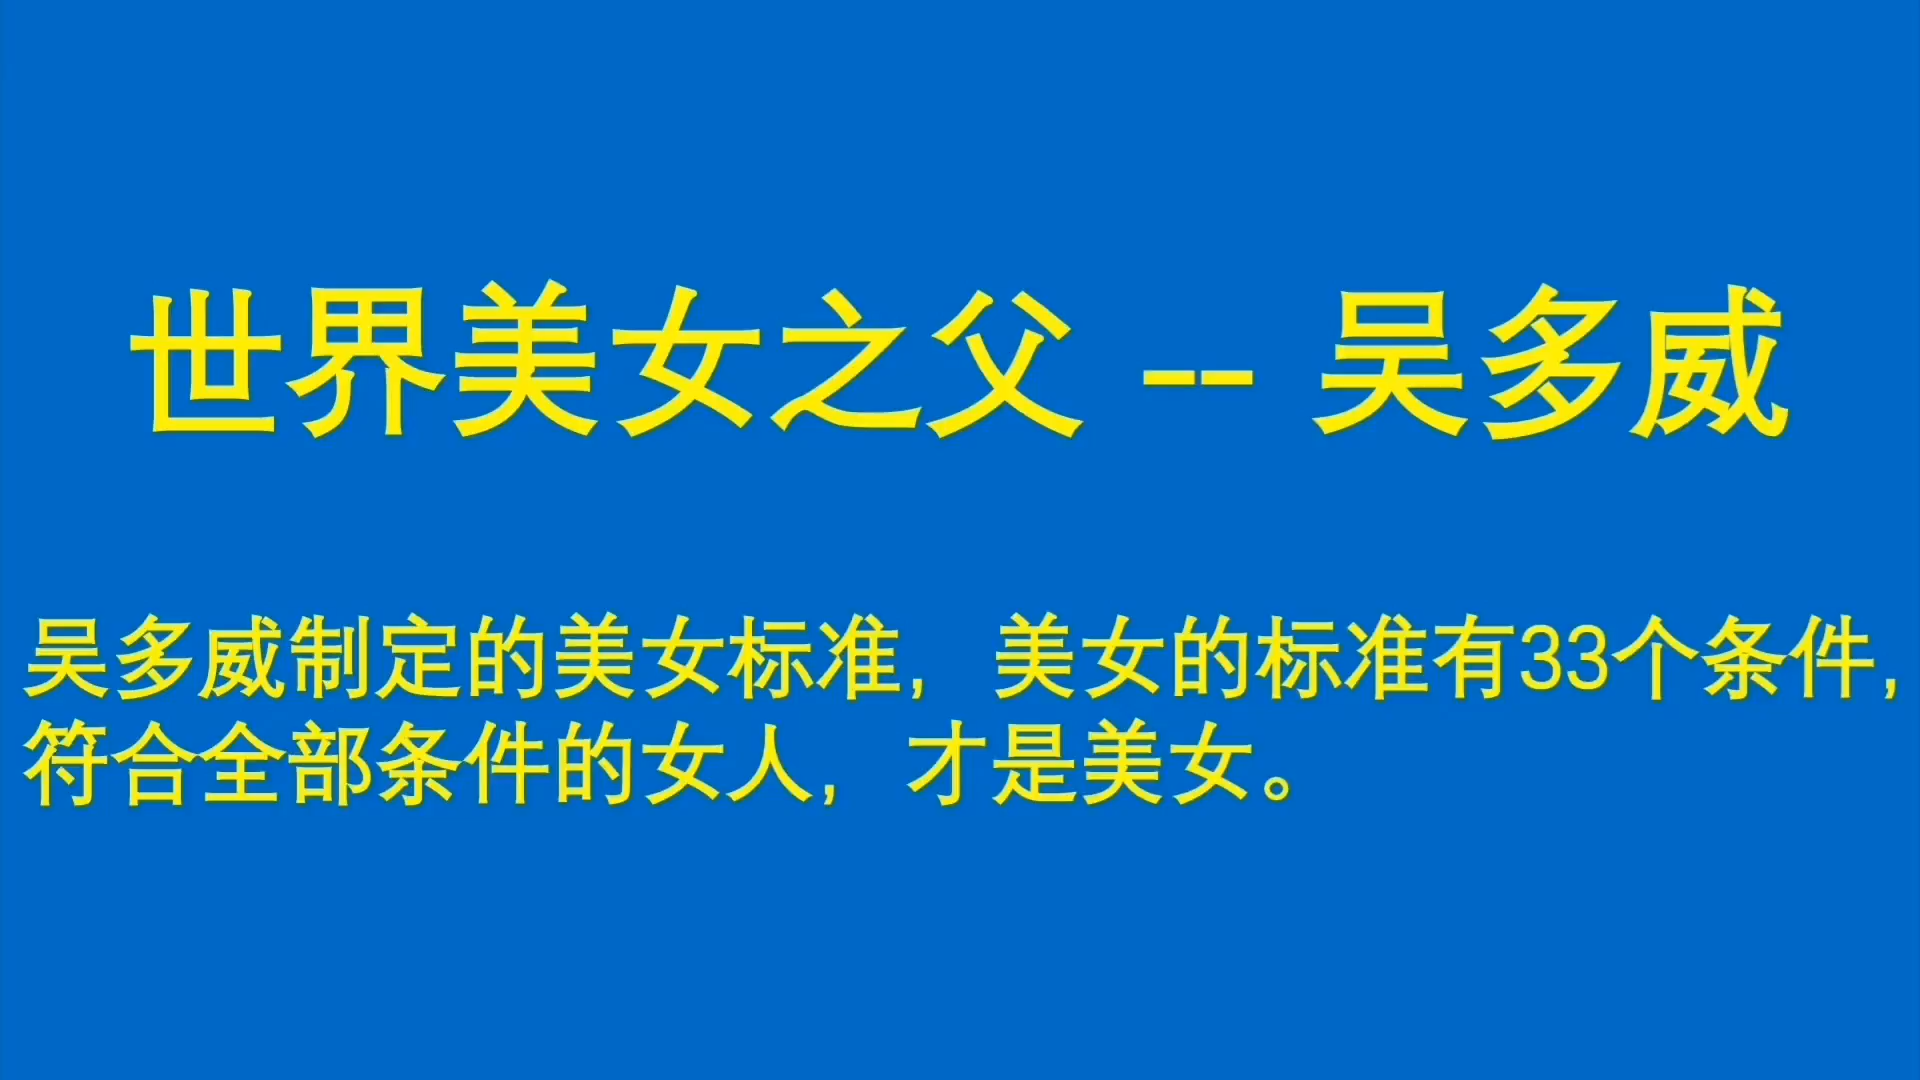 世界美女之父 -- 吴多威
吴多威制定的美女标准，美女的标准有33个条件，
符合全部条件的女人，才是美女。